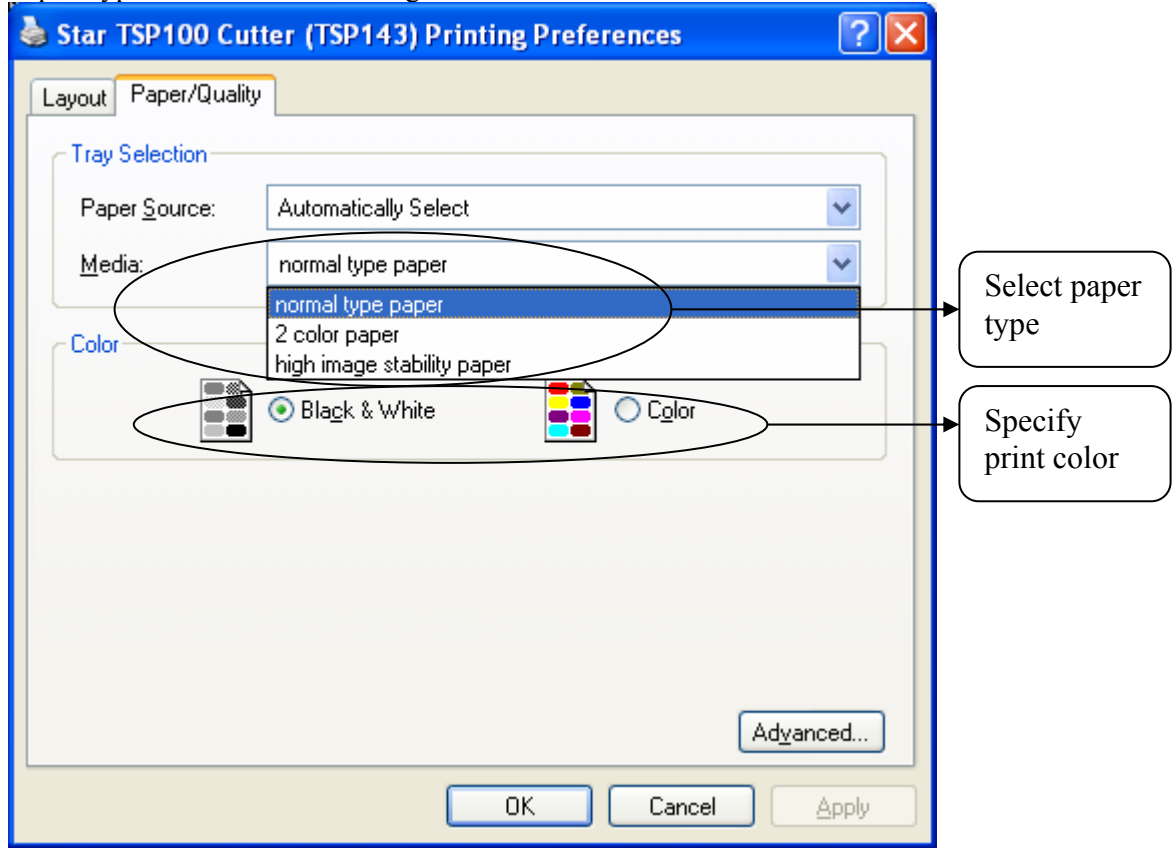 Star TSP100 Cutter (TSP143) Printing Preferences
Layout Paper/Quality
Tray Selection
Paper Source: Automatically Select
Media: normal type paper
normal type paper
2 color paper
high image stability paper
Color
Black & White Color
Select paper
type
Specify
print color
Advanced...
OK Cancel Apply